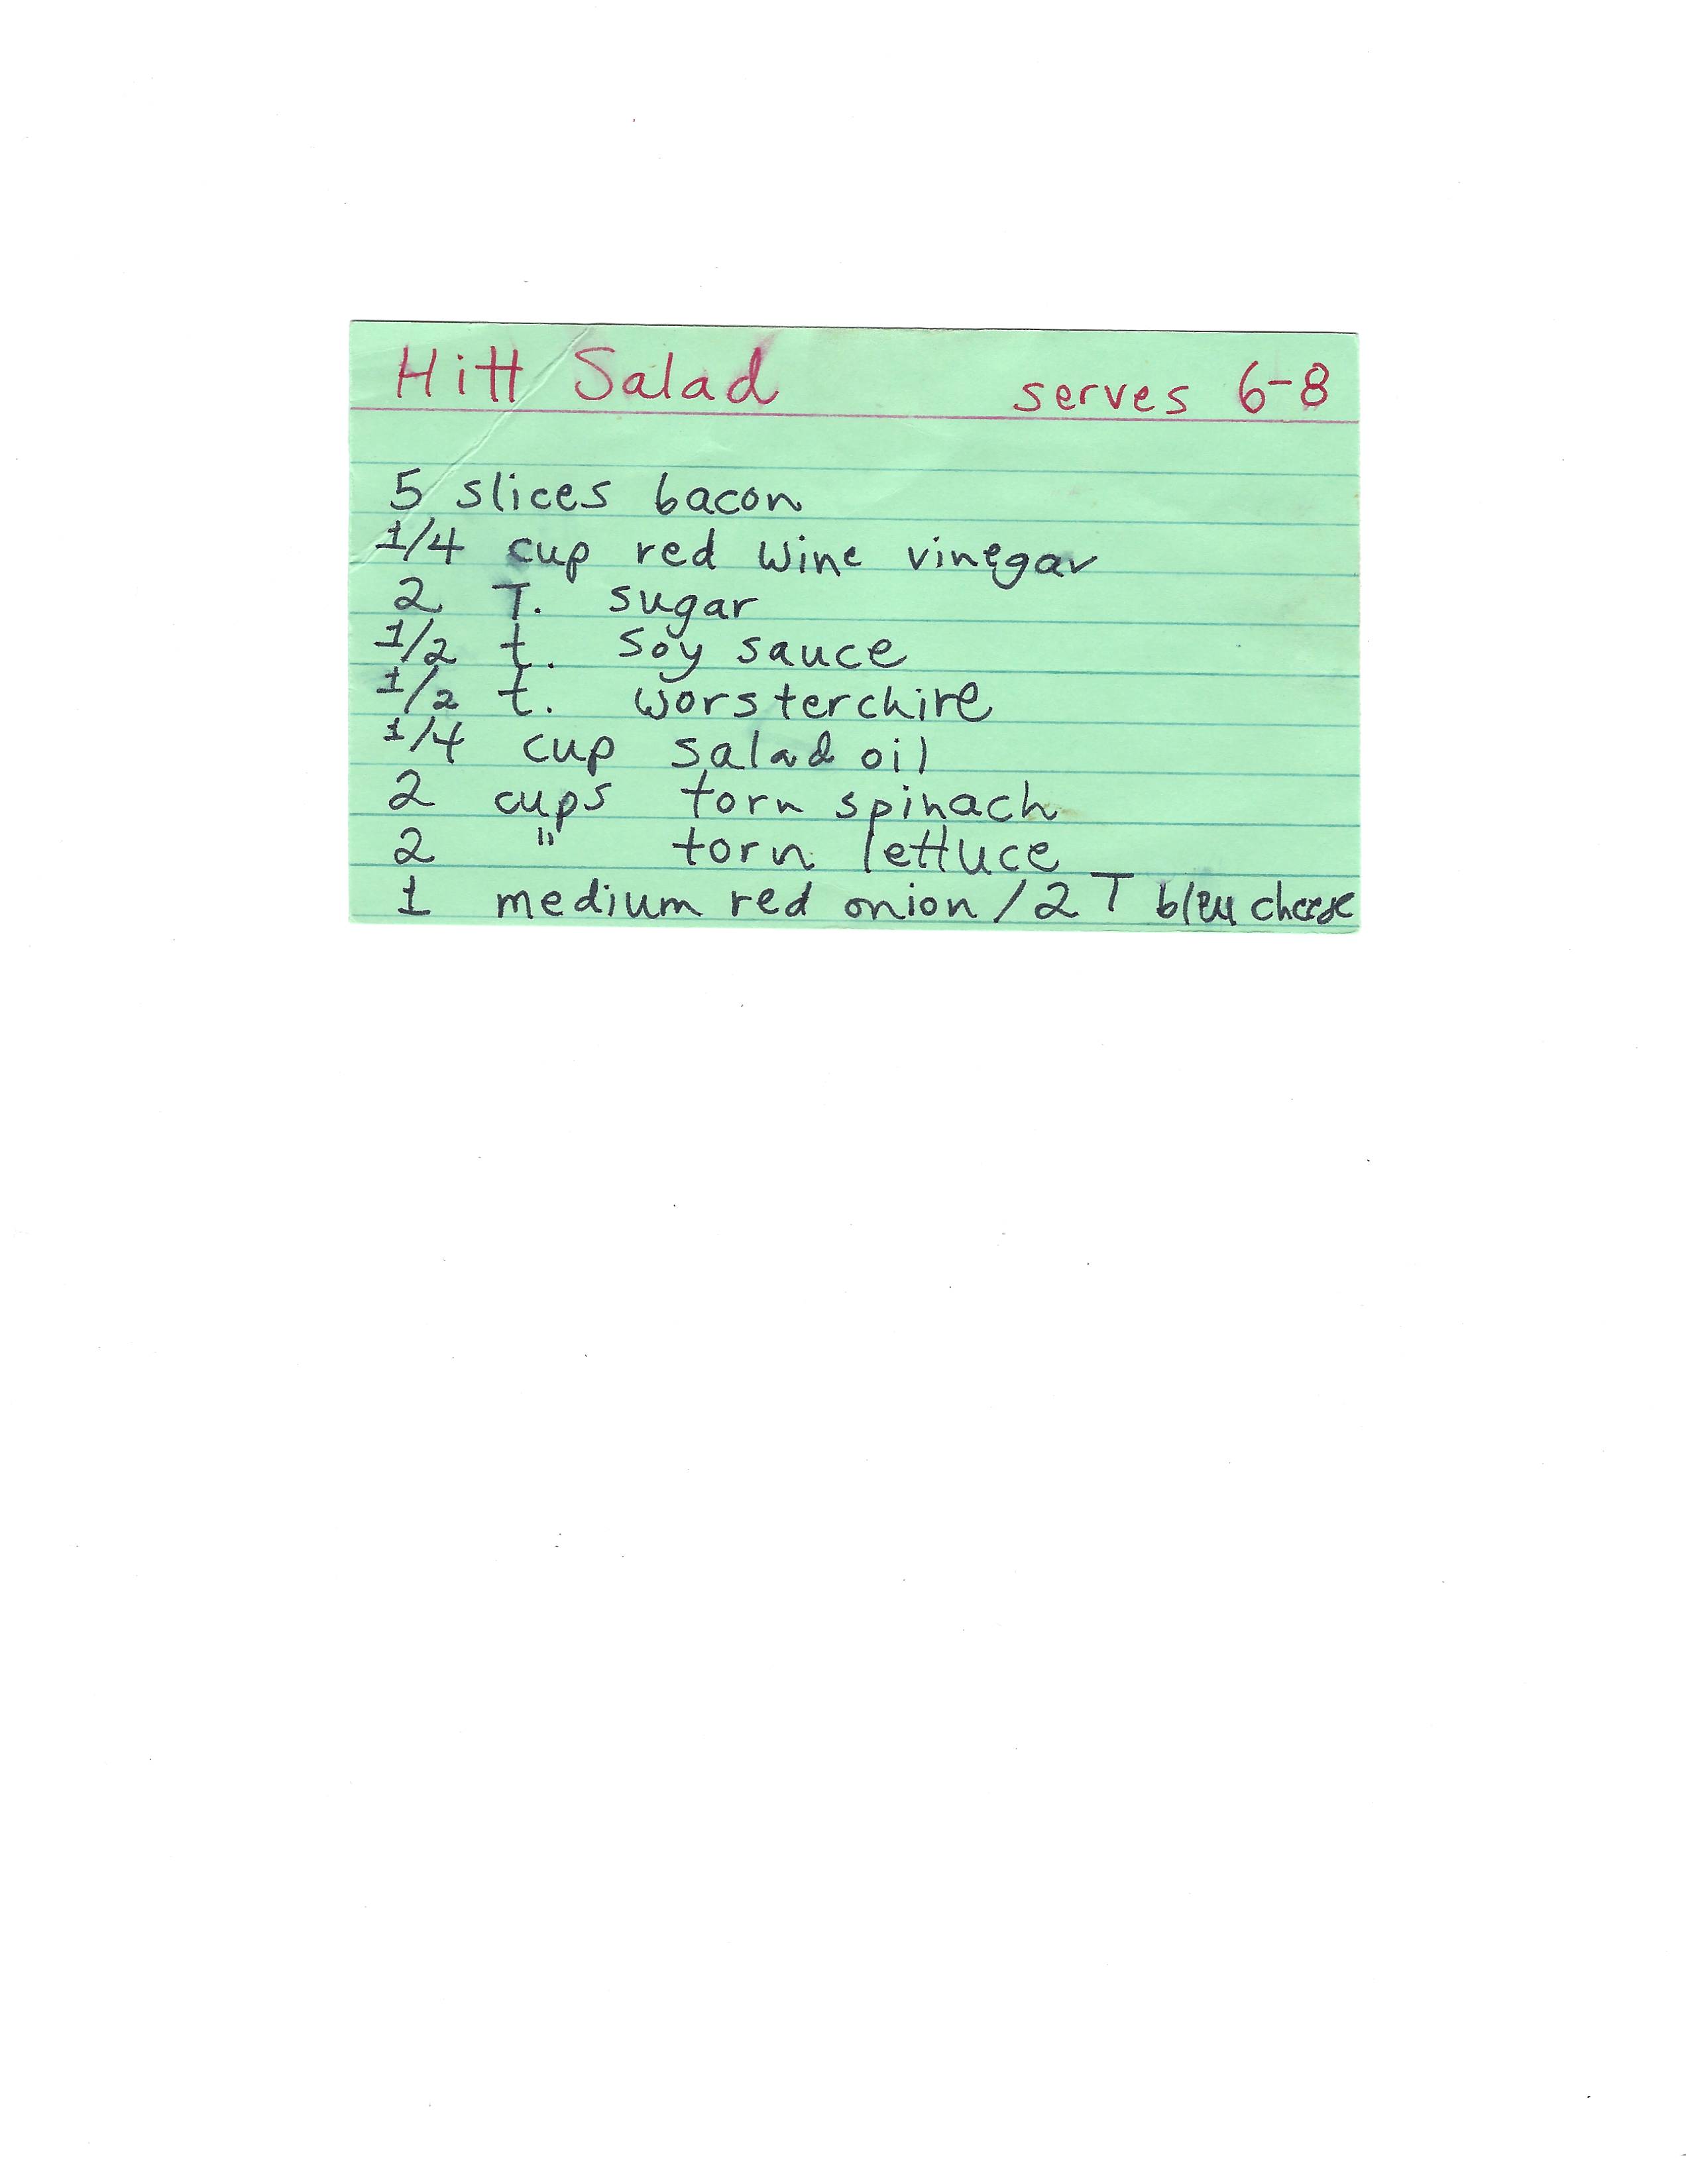 Hitt Salad serves 6-8
5 slices bacon
1/4 cup red wine vinegar
2 T. sugar
1/2 t. soy sauce
1/2 t. worsterchire
1/4 cup salad oil
2 cups torn spinach
2 " torn lettuce
1 medium red onion / 2 T bleu cheese